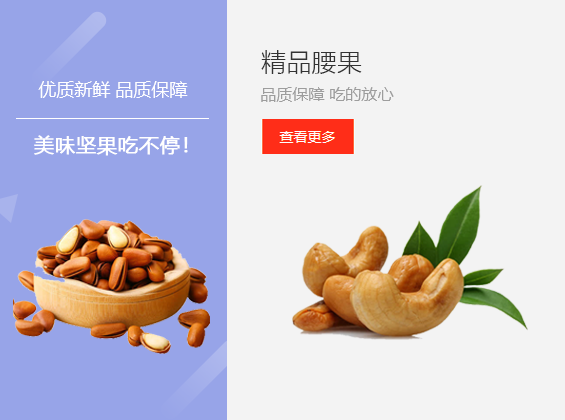 优质新鲜 品质保障
美味坚果吃不停!
精品腰果
品质保障 吃的放心
查看更多